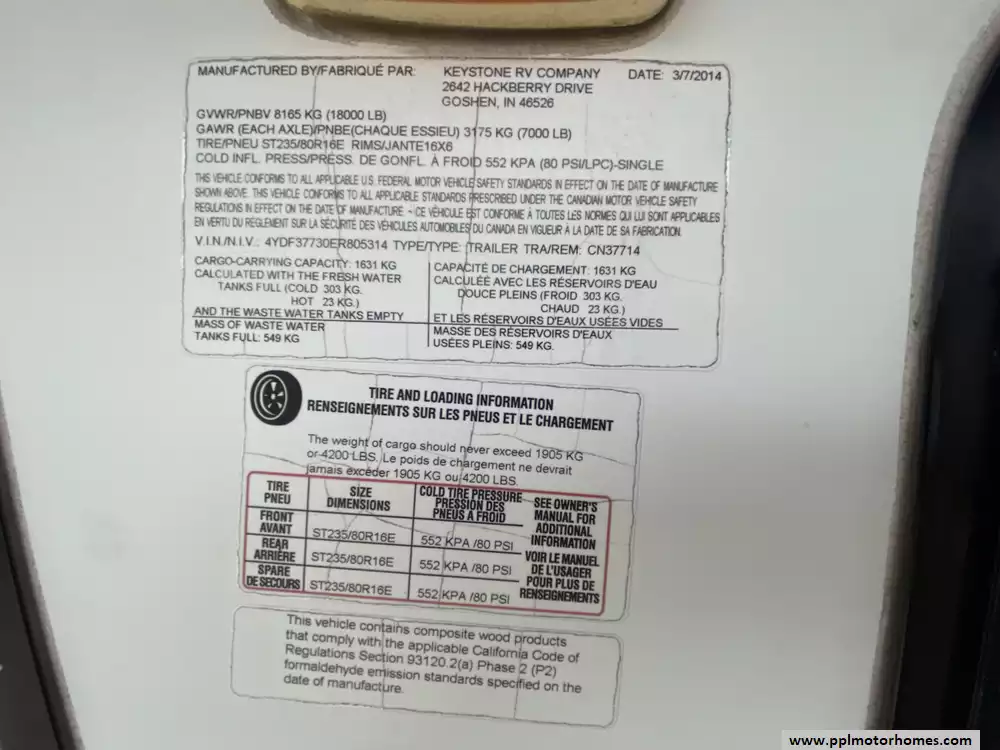 MANUFACTURED BY/FABRIQUÉ PAR: KEYSTONE RV COMPANY DATE: 3/7/2014
2642 HACKBERRY DRIVE
GOSHEN, IN 46526
GVWR/PNBV 8165 KG (18000 LB)
GAWR (EACH AXLE)/PNBE(CHAQUE ESSIEU) 3175 KG (7000 LB)
TIRE/PNEU ST235/80R16E RIMS/JANTE16X6
COLD INFL. PRESS/PRESS. DE GONFL. À FROID 552 KPA (80 PSI/LPC)-SINGLE
THIS VEHICLE CONFORMS TO ALL APPLICABLE U.S. FEDERAL MOTOR VEHICLE SAFETY STANDARDS IN EFFECT ON THE DATE OF MANUFACTURE
SHOWN ABOVE. THIS VEHICLE CONFORMS TO ALL APPLICABLE STANDARDS PRESCRIBED UNDER THE CANADIAN MOTOR VEHICLE SAFETY
REGULATIONS IN EFFECT ON THE DATE OF MANUFACTURE - CE VÉHICULE EST CONFORME À TOUTES LES NORMES QUI LUI SONT APPLICABLES
EN VERTU DU REGLEMENT SUR LA SÉCURITÉ DES VÉHICULES AUTOMOBILES DU CANADA EN VIGUEUR À LA DATE DE SA FABRICATION.
V.I.N./N.I.V.: 4YDF37730ER805314 TYPE/TYPE: TRAILER TRA/REM: CN37714
CARGO-CARRYING CAPACITY: 1631 KG
CALCULATED WITH THE FRESH WATER
TANKS FULL (COLD 303 KG.
HOT 23 KG.)
AND THE WASTE WATER TANKS EMPTY
MASS OF WASTE WATER
TANKS FULL: 549 KG
CAPACITÉ DE CHARGEMENT: 1631 KG
CALCULÉE AVEC LES RÉSERVOIRS D'EAU
DOUCE PLEINS (FROID 303 KG.
CHAUD 23 KG.)
ET LES RÉSERVOIRS D'EAUX USÉES VIDES
MASSE DES RÉSERVOIRS D'EAUX
USÉES PLEINS: 549 KG.
TIRE AND LOADING INFORMATION
RENSEIGNEMENTS SUR LES PNEUS ET LE CHARGEMENT
The weight of cargo should never exceed 1905 KG
or 4200 LBS. Le poids de chargement ne devrait
jamais excéder 1905 KG ou 4200 LBS.
TIRE
PNEU
SIZE
DIMENSIONS
COLD TIRE PRESSURE
PRESSION DES
PNEUS A FROID
SEE OWNER'S
MANUAL FOR
ADDITIONAL
INFORMATION
VOIR LE MANUEL
DE L'USAGER
POUR PLUS DE
RENSEIGNEMENTS
FRONT
AVANT
ST235/80R16E 552 KPA /80 PSI
REAR
ARRIÈRE
ST235/80R16E 552 KPA /80 PSI
SPARE
DE SECOURS
ST235/80R16E 552 KPA /80 PSI
This vehicle contains composite wood products
that comply with the applicable California Code of
Regulations Section 93120.2(a) Phase 2 (P2)
formaldehyde emission standards specified on the
date of manufacture.
www.pplmotorhomes.com